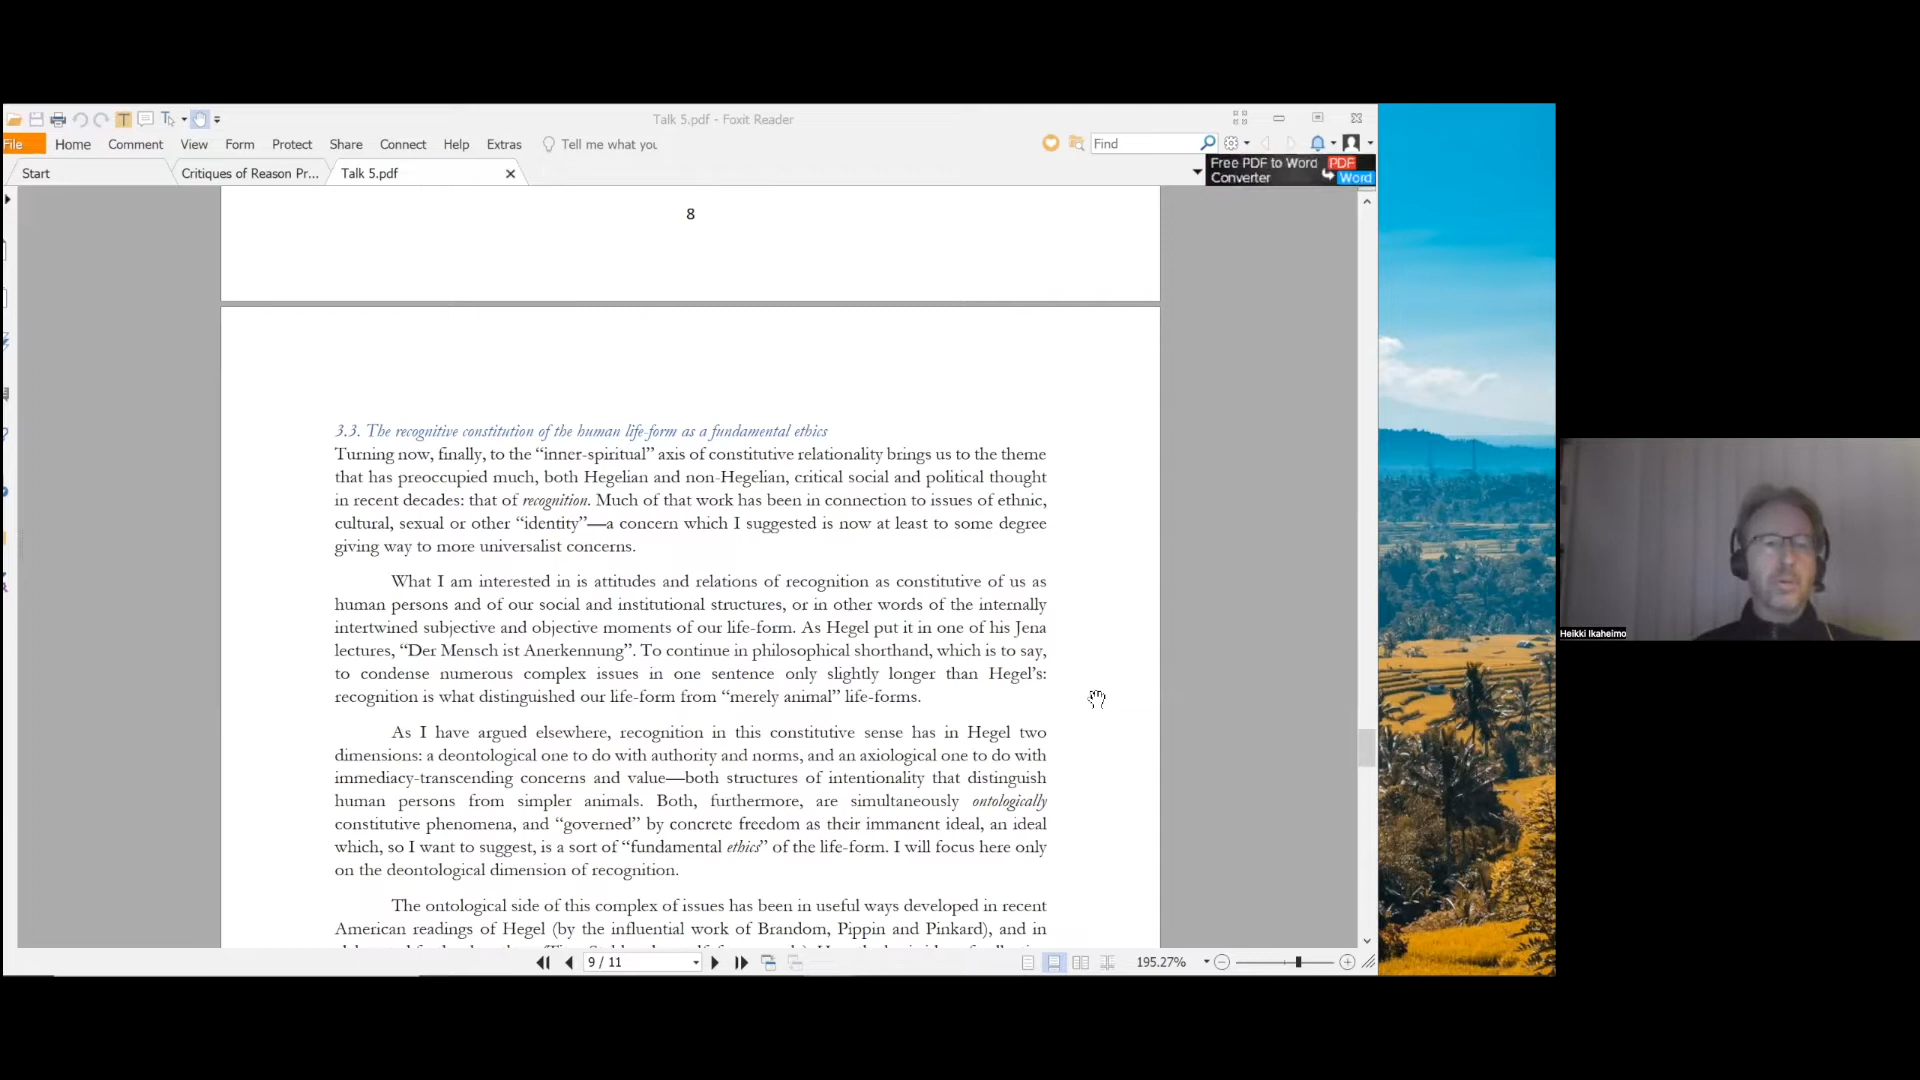 Talk 5.pdf - Foxit Reader
File Home Comment View Form Protect Share Connect Help Extras Tell me what you Find
Start Critiques of Reason Pr... Talk 5.pdf
Free PDF to Word Converter PDF Word
8
3.3. The recognitive constitution of the human life-form as a fundamental ethics
Turning now, finally, to the “inner-spiritual” axis of constitutive relationality brings us to the theme
that has preoccupied much, both Hegelian and non-Hegelian, critical social and political thought
in recent decades: that of recognition. Much of that work has been in connection to issues of ethnic,
cultural, sexual or other “identity”—a concern which I suggested is now at least to some degree
giving way to more universalist concerns.
What I am interested in is attitudes and relations of recognition as constitutive of us as
human persons and of our social and institutional structures, or in other words of the internally
intertwined subjective and objective moments of our life-form. As Hegel put it in one of his Jena
lectures, “Der Mensch ist Anerkennung”. To continue in philosophical shorthand, which is to say,
to condense numerous complex issues in one sentence only slightly longer than Hegel’s:
recognition is what distinguished our life-form from “merely animal” life-forms.
As I have argued elsewhere, recognition in this constitutive sense has in Hegel two
dimensions: a deontological one to do with authority and norms, and an axiological one to do with
immediacy-transcending concerns and value—both structures of intentionality that distinguish
human persons from simpler animals. Both, furthermore, are simultaneously ontologically
constitutive phenomena, and “governed” by concrete freedom as their immanent ideal, an ideal
which, so I want to suggest, is a sort of “fundamental ethics” of the life-form. I will focus here only
on the deontological dimension of recognition.
The ontological side of this complex of issues has been in useful ways developed in recent
American readings of Hegel (by the influential work of Brandom, Pippin and Pinkard), and in
9 / 11
195.27%
Heikki Ikaheimo